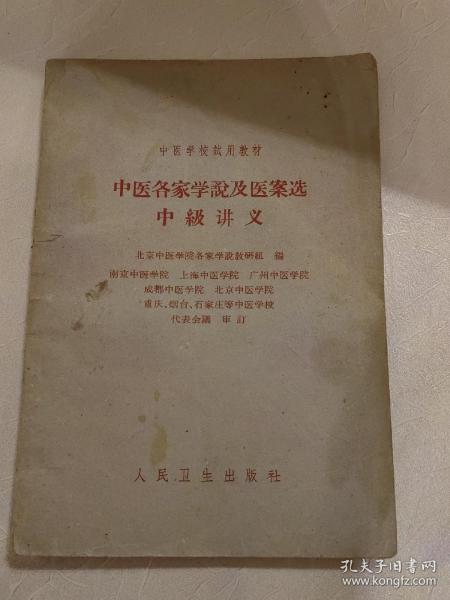 中医学校試用教材
中医各家学說及医案选
中級讲义
北京中医学院各家学說敎研組 編
南京中医学院 上海中医学院 广州中医学院
成都中医学院 北京中医学院
重庆、烟台、石家庄等中医学校
代表会議 审訂
人民卫生出版社
孔夫子旧书网
www.kongfz.com